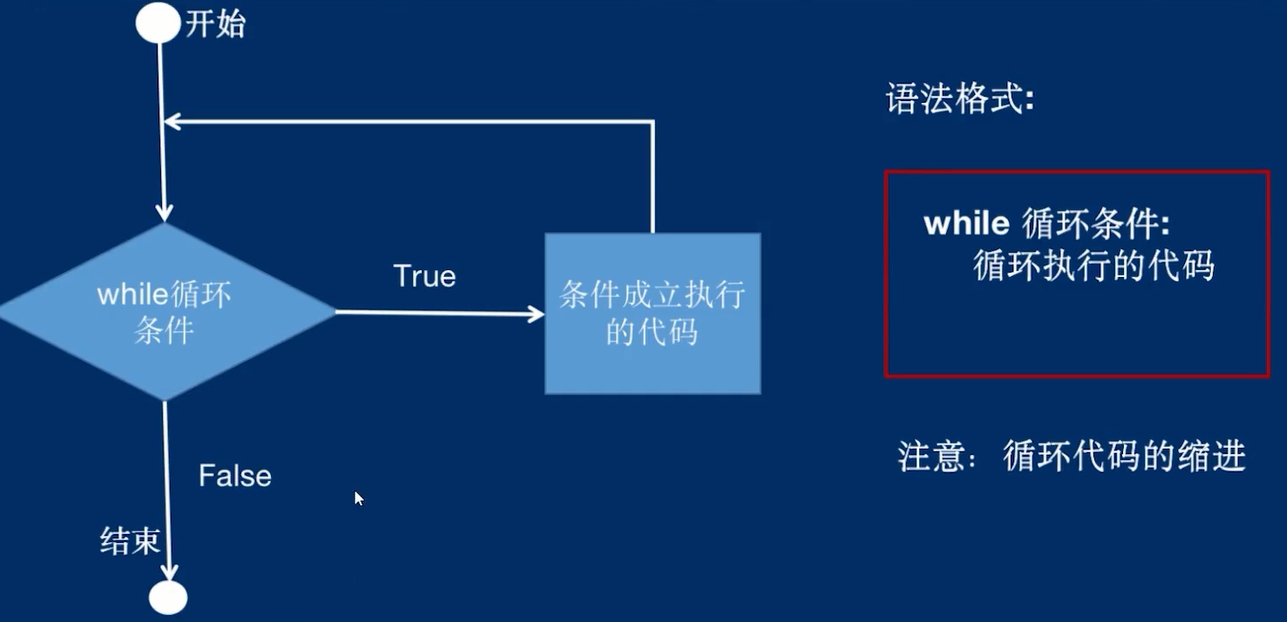 开始
语法格式:
while 循环条件:
循环执行的代码
while循环
条件
True
条件成立执行
的代码
False
注意：循环代码的缩进
结束